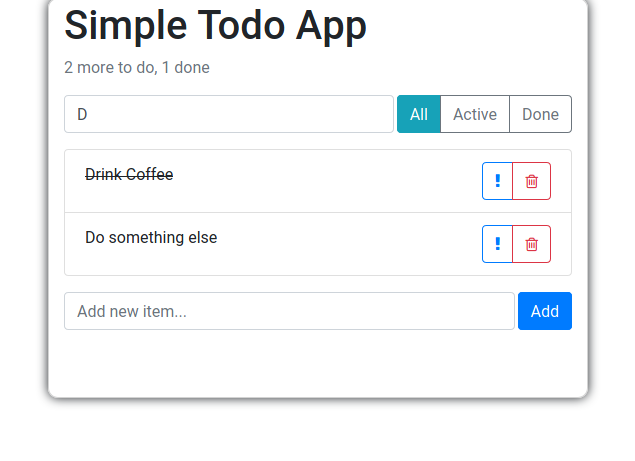 Simple Todo App
2 more to do, 1 done
D All Active Done
Drink Coffee
Do something else
Add new item... Add